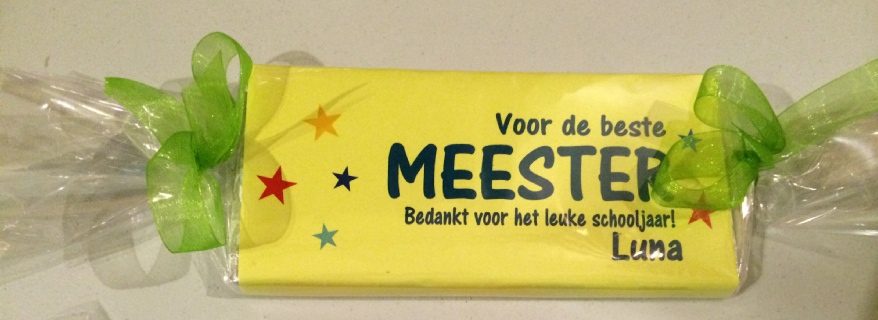 Voor de beste
MEESTER
Bedankt voor het leuke schooljaar!
Luna